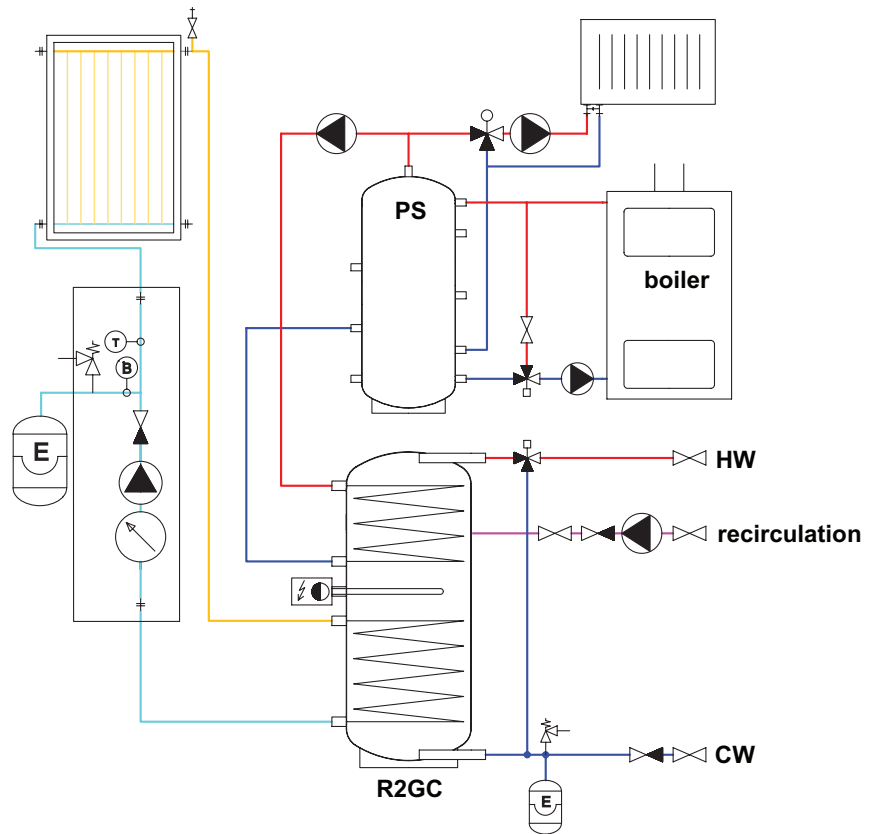 PS
boiler
T
B
E
HW
recirculation
R2GC
CW
E